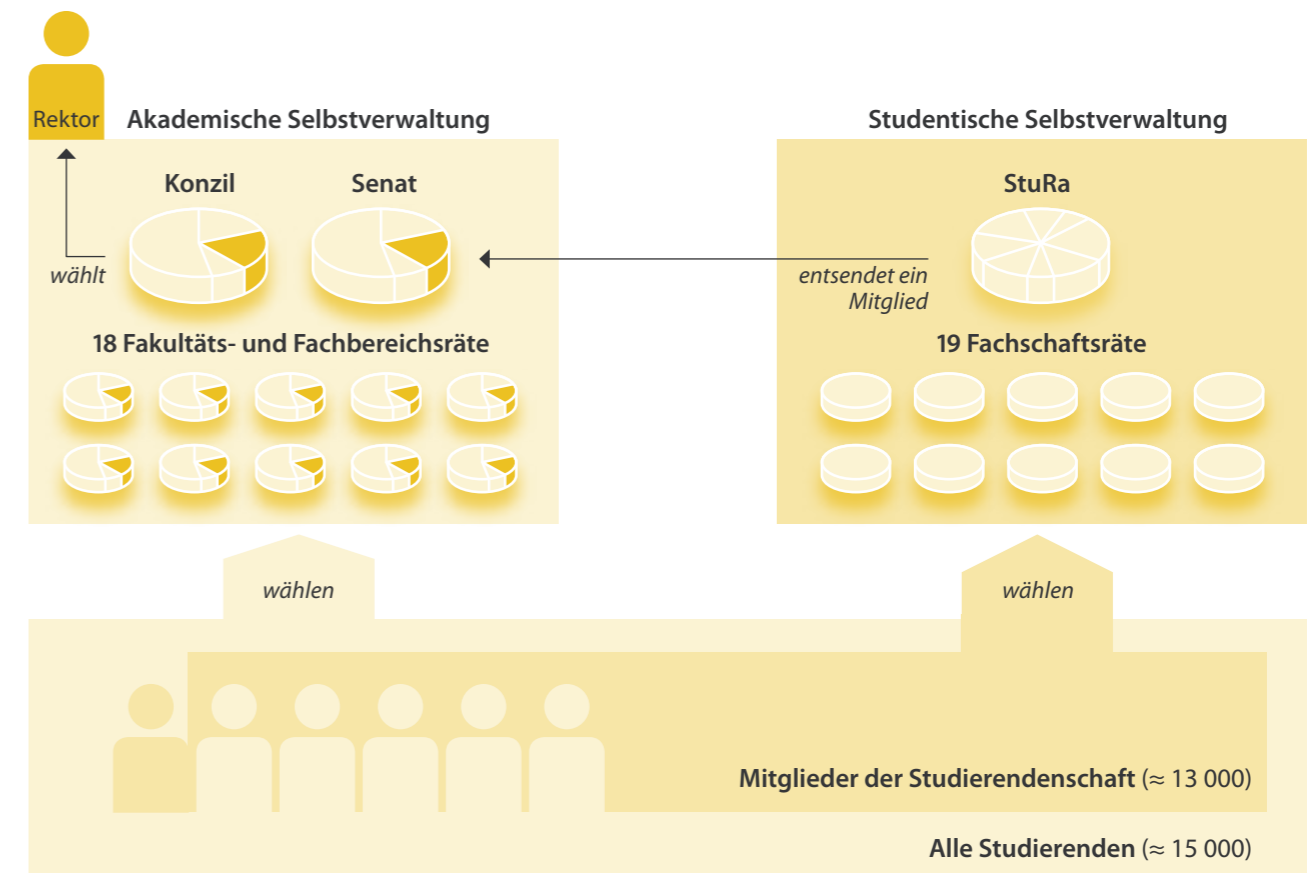 Rektor
Akademische Selbstverwaltung
Studentische Selbstverwaltung
Konzil
Senat
StuRa
wählt
entsendet ein
Mitglied
18 Fakultäts- und Fachbereichsräte
19 Fachschaftsräte
wählen
wählen
Mitglieder der Studierendenschaft (≈ 13 000)
Alle Studierenden (≈ 15 000)